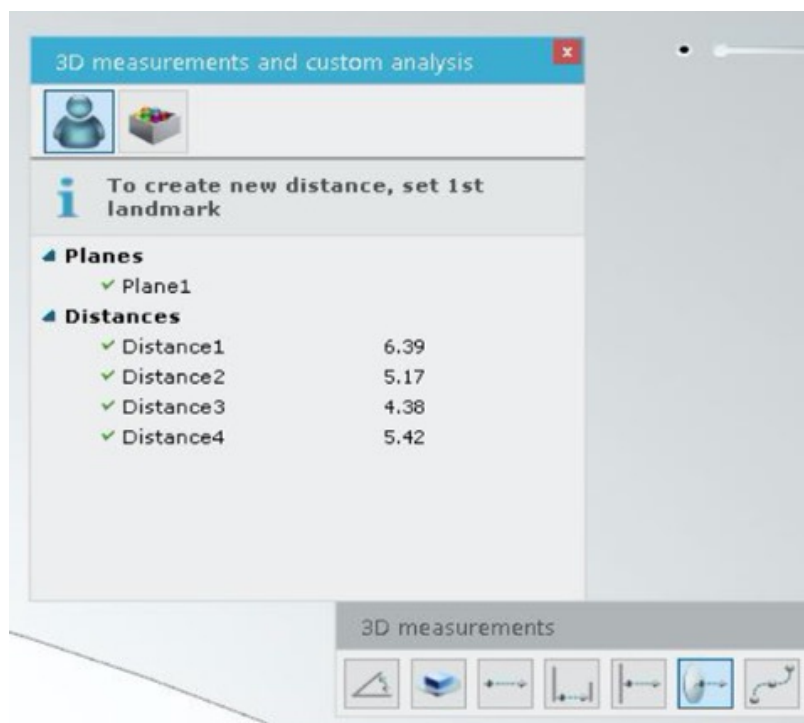 3D measurements and custom analysis
x
To create new distance, set 1st
landmark
Planes
Plane1
Distances
Distance1 6.39
Distance2 5.17
Distance3 4.38
Distance4 5.42
3D measurements